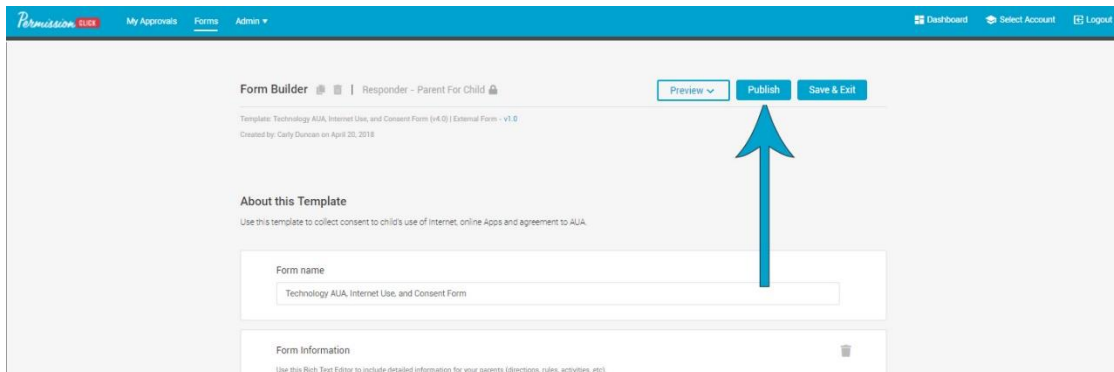 Permission CLICK My Approvals Forms Admin Dashboard Select Account Logout
Form Builder | Responder - Parent For Child Preview Publish Save & Exit
Template: Technology AUA, Internet Use, and Consent Form (v4.0) | External Form - v1.0
Created by: Carly Duncan on April 20, 2018
About this Template
Use this template to collect consent to child's use of Internet, online Apps and agreement to AUA.
Form name
Technology AUA, Internet Use, and Consent Form
Form Information
Use this Rich Text Editor to include detailed information for your parents (directions, rules, activities, etc)